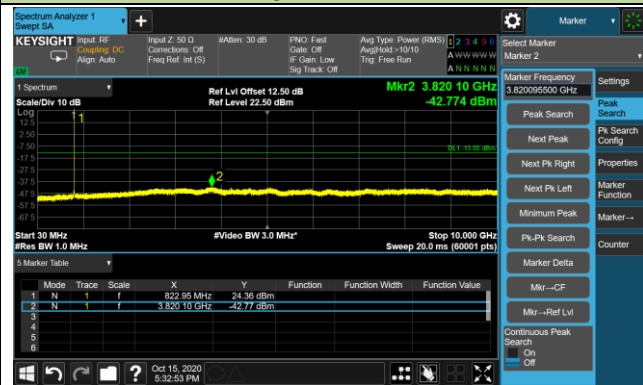 Spectrum Analyzer 1
Swept SA
Marker
KEYSIGHT
Input: RF
Coupling: DC
Align: Auto
Input Z: 50 Ω
Corrections: Off
Freq Ref: Int (S)
#Atten: 30 dB
PNO: Fast
Gate: Off
IF Gain: Low
Sig Track: Off
Avg Type: Power (RMS)
Avg|Hold:>10/10
Trig: Free Run
1 2 3 4 5 6
A W W W W W
A N N N N N
Select Marker
Marker 2
1 Spectrum
Scale/Div 10 dB
Ref Lvl Offset 12.50 dB
Ref Level 22.50 dBm
Mkr2 3.820 10 GHz
-42.774 dBm
Log
12.5
2.50
-7.50
-17.5
-27.5
-37.5
-47.5
-57.5
-67.5
1
2
DL1 -13.00 dBm
Start 30 MHz
#Res BW 1.0 MHz
#Video BW 3.0 MHz*
Stop 10.000 GHz
Sweep 20.0 ms (60001 pts)
5 Marker Table
Mode Trace Scale X Y Function Function Width Function Value
1 N 1 f 822.95 MHz 24.36 dBm
2 N 1 f 3.820 10 GHz -42.77 dBm
3
4
5
6
Marker Frequency
3.820095500 GHz
Peak Search
Next Peak
Next Pk Right
Next Pk Left
Minimum Peak
Pk-Pk Search
Marker Delta
Mkr→CF
Mkr→Ref Lvl
Continuous Peak
Search
On
Off
Settings
Peak
Search
Pk Search
Config
Properties
Marker
Function
Marker→
Counter
Oct 15, 2020
5:32:53 PM